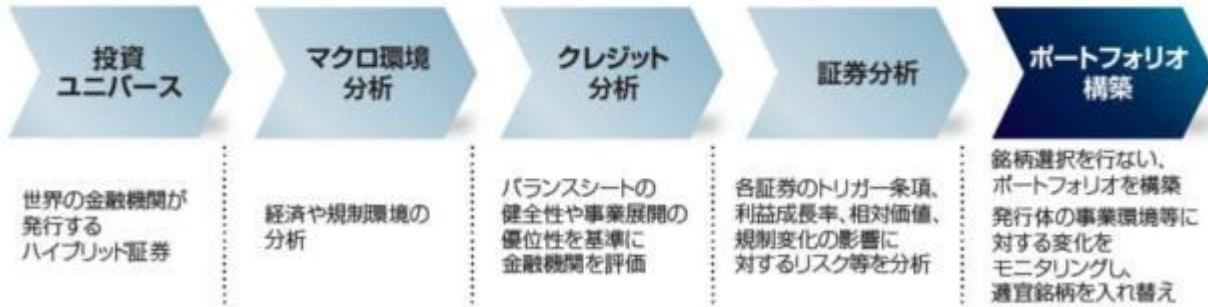 投資
ユニバース
マクロ環境
分析
クレジット
分析
証券分析
ポートフォリオ
構築
世界の金融機関が
発行する
ハイブリッド証券
経済や規制環境の
分析
バランスシートの
健全性や事業展開の
優位性を基準に
金融機関を評価
各証券のトリガー条項、
利益成長率、相対価値、
規制変化の影響に
対するリスク等を分析
銘柄選択を行ない、
ポートフォリオを構築
発行体の事業環境等に
対する変化を
モニタリングし、
適宜銘柄を入れ替え